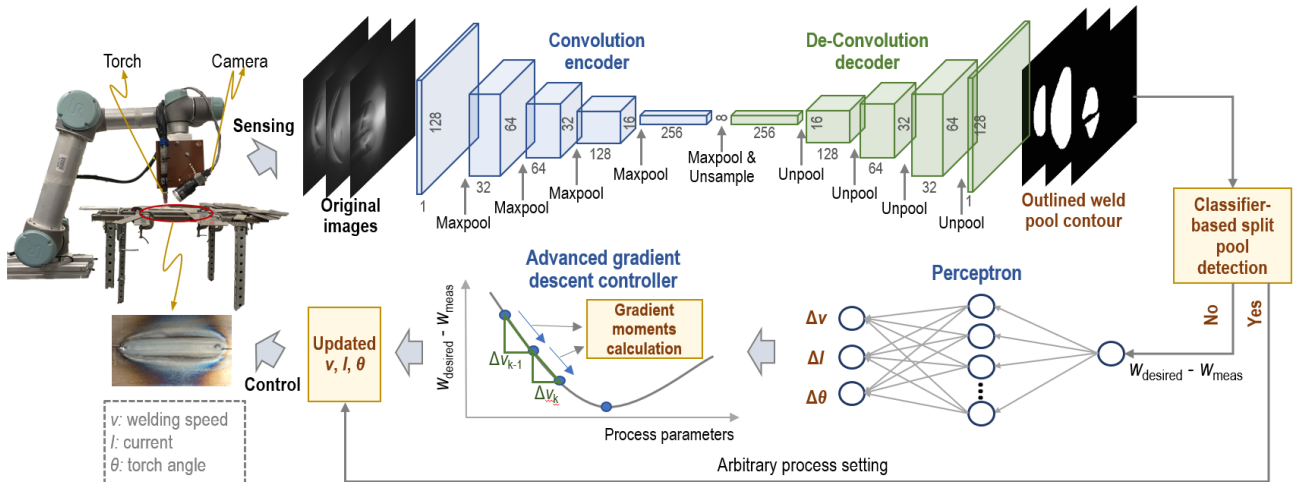 Torch
Camera
Sensing
Original
images
Convolution
encoder
De-Convolution
decoder
128
64
32
16
256
8
256
16
32
64
128
1
32
64
128
128
64
32
1
Maxpool
Maxpool
Maxpool
Maxpool
Maxpool &
Unsample
Unpool
Unpool
Unpool
Unpool
Outlined weld
pool contour
Classifier-
based split
pool
detection
No
Yes
Advanced gradient
descent controller
Perceptron
Wdesired - Wmeas
Gradient
moments
calculation
Δvk-1
Δvk
Process parameters
Δv
ΔI
Δθ
Wdesired - Wmeas
Updated
v, I, θ
Control
v: welding speed
I: current
θ: torch angle
Arbitrary process setting